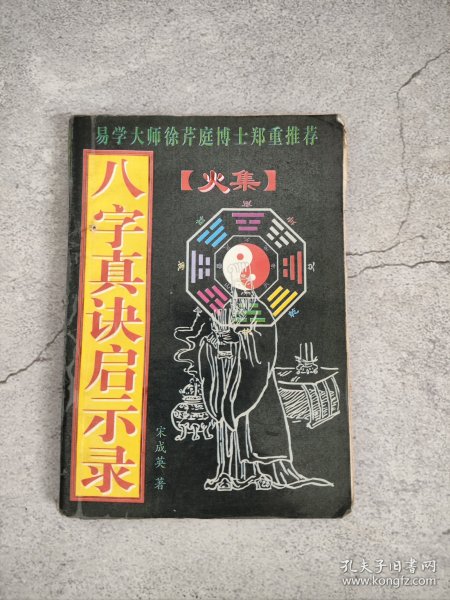 易学大师徐芹庭博士郑重推荐
【火集】
八字真诀启示录
宋成英 著
孔夫子旧书网
www.kongfz.com